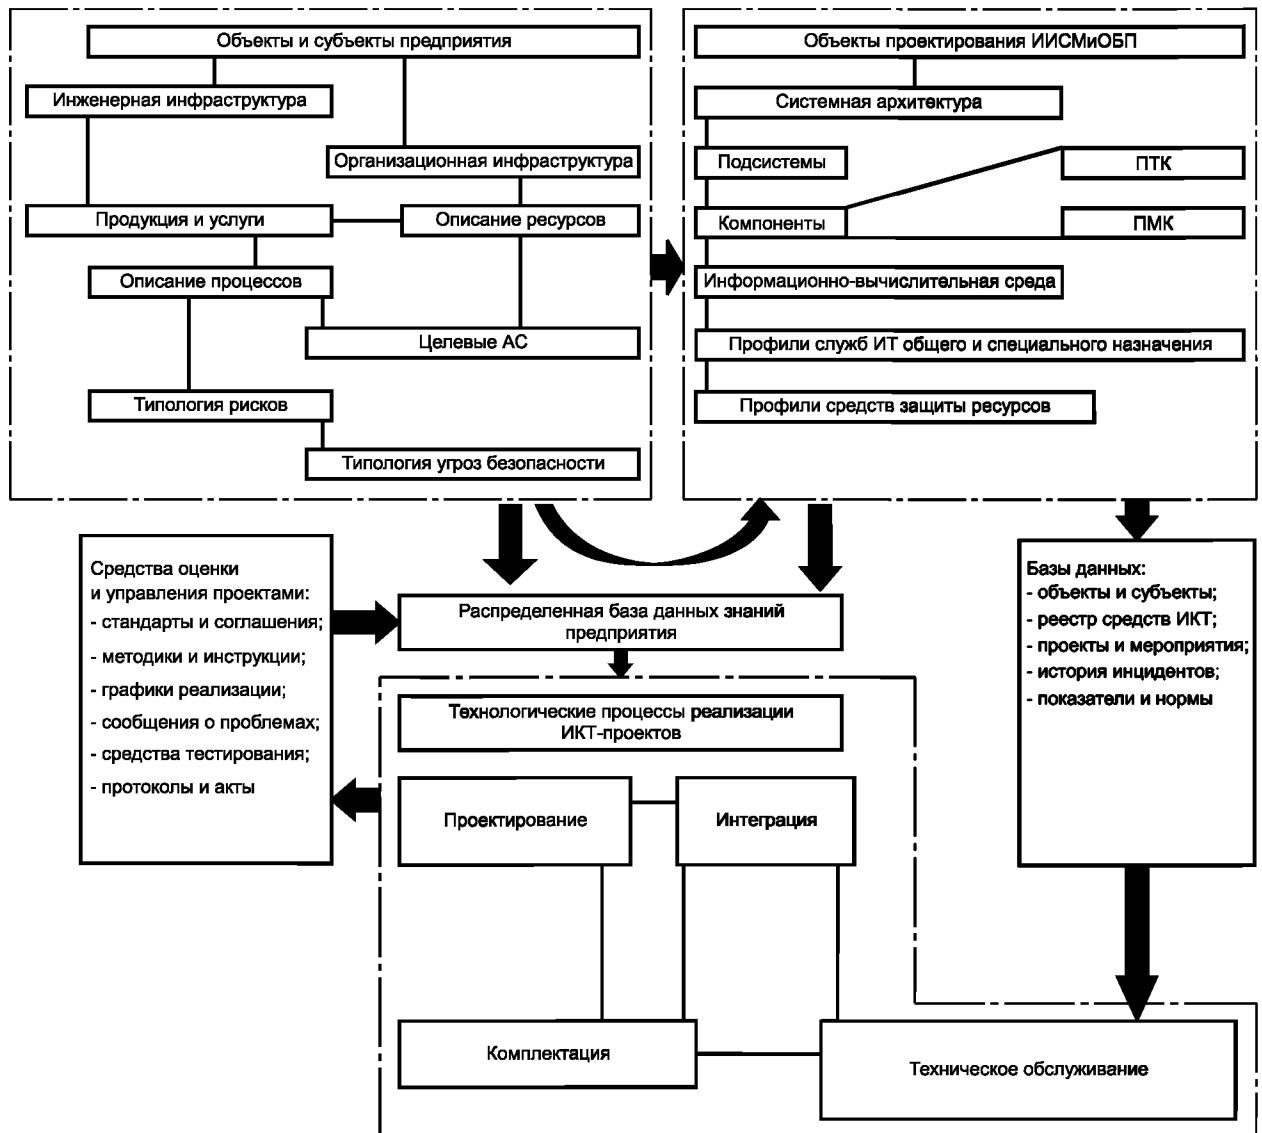 Объекты и субъекты предприятия
Инженерная инфраструктура
Организационная инфраструктура
Продукция и услуги
Описание ресурсов
Описание процессов
Целевые АС
Типология рисков
Типология угроз безопасности
Объекты проектирования ИИСМиОБП
Системная архитектура
Подсистемы
ПТК
Компоненты
ПМК
Информационно-вычислительная среда
Профили служб ИТ общего и специального назначения
Профили средств защиты ресурсов
Средства оценки
и управления проектами:
- стандарты и соглашения;
- методики и инструкции;
- графики реализации;
- сообщения о проблемах;
- средства тестирования;
- протоколы и акты
Распределенная база данных знаний
предприятия
Базы данных:
- объекты и субъекты;
- реестр средств ИКТ;
- проекты и мероприятия;
- история инцидентов;
- показатели и нормы
Технологические процессы реализации
ИКТ-проектов
Проектирование
Интеграция
Комплектация
Техническое обслуживание